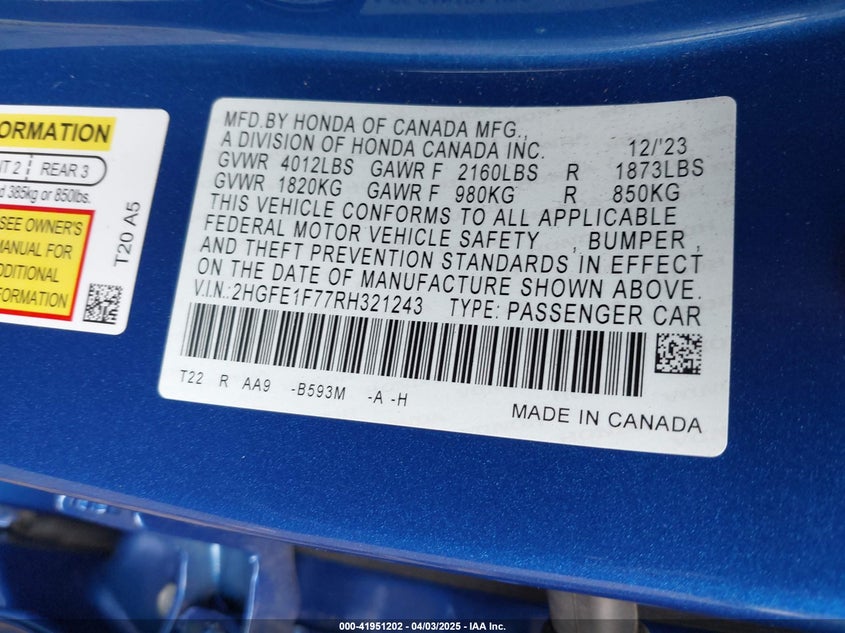 ORMATION
NT 2 REAR 3
d 385kg or 850lbs.
SEE OWNER'S
MANUAL FOR
DDITIONAL
FORMATION
T20 A5
MFD.BY HONDA OF CANADA MFG.,
A DIVISION OF HONDA CANADA INC. 12/'23
GVWR 4012LBS GAWR F 2160LBS R 1873LBS
GVWR 1820KG GAWR F 980KG R 850KG
THIS VEHICLE CONFORMS TO ALL APPLICABLE
FEDERAL MOTOR VEHICLE SAFETY , BUMPER ,
AND THEFT PREVENTION STANDARDS IN EFFECT
ON THE DATE OF MANUFACTURE SHOWN ABOVE.
V.I.N.:2HGFE1F77RH321243 TYPE: PASSENGER CAR
T22 R AA9 -B593M -A -H
MADE IN CANADA
000-41951202 - 04/03/2025 - IAA Inc.